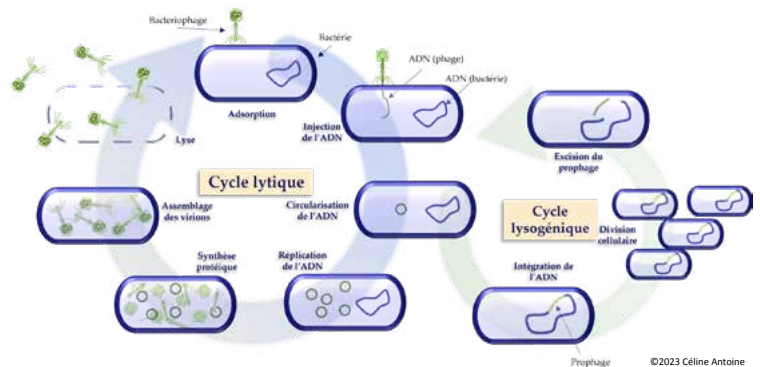 Bacteriophage
Bactérie
ADN (phage)
ADN (bactérie)
Adsorption
Injection
de l'ADN
Lyse
Excision du
prophage
Cycle lytique
Assemblage
des virions
Circularisation
de l'ADN
Cycle
lysogénique
Division
cellulaire
Synthèse
protéique
Réplication
de l'ADN
Intégration de
l'ADN
Prophage
©2023 Céline Antoine